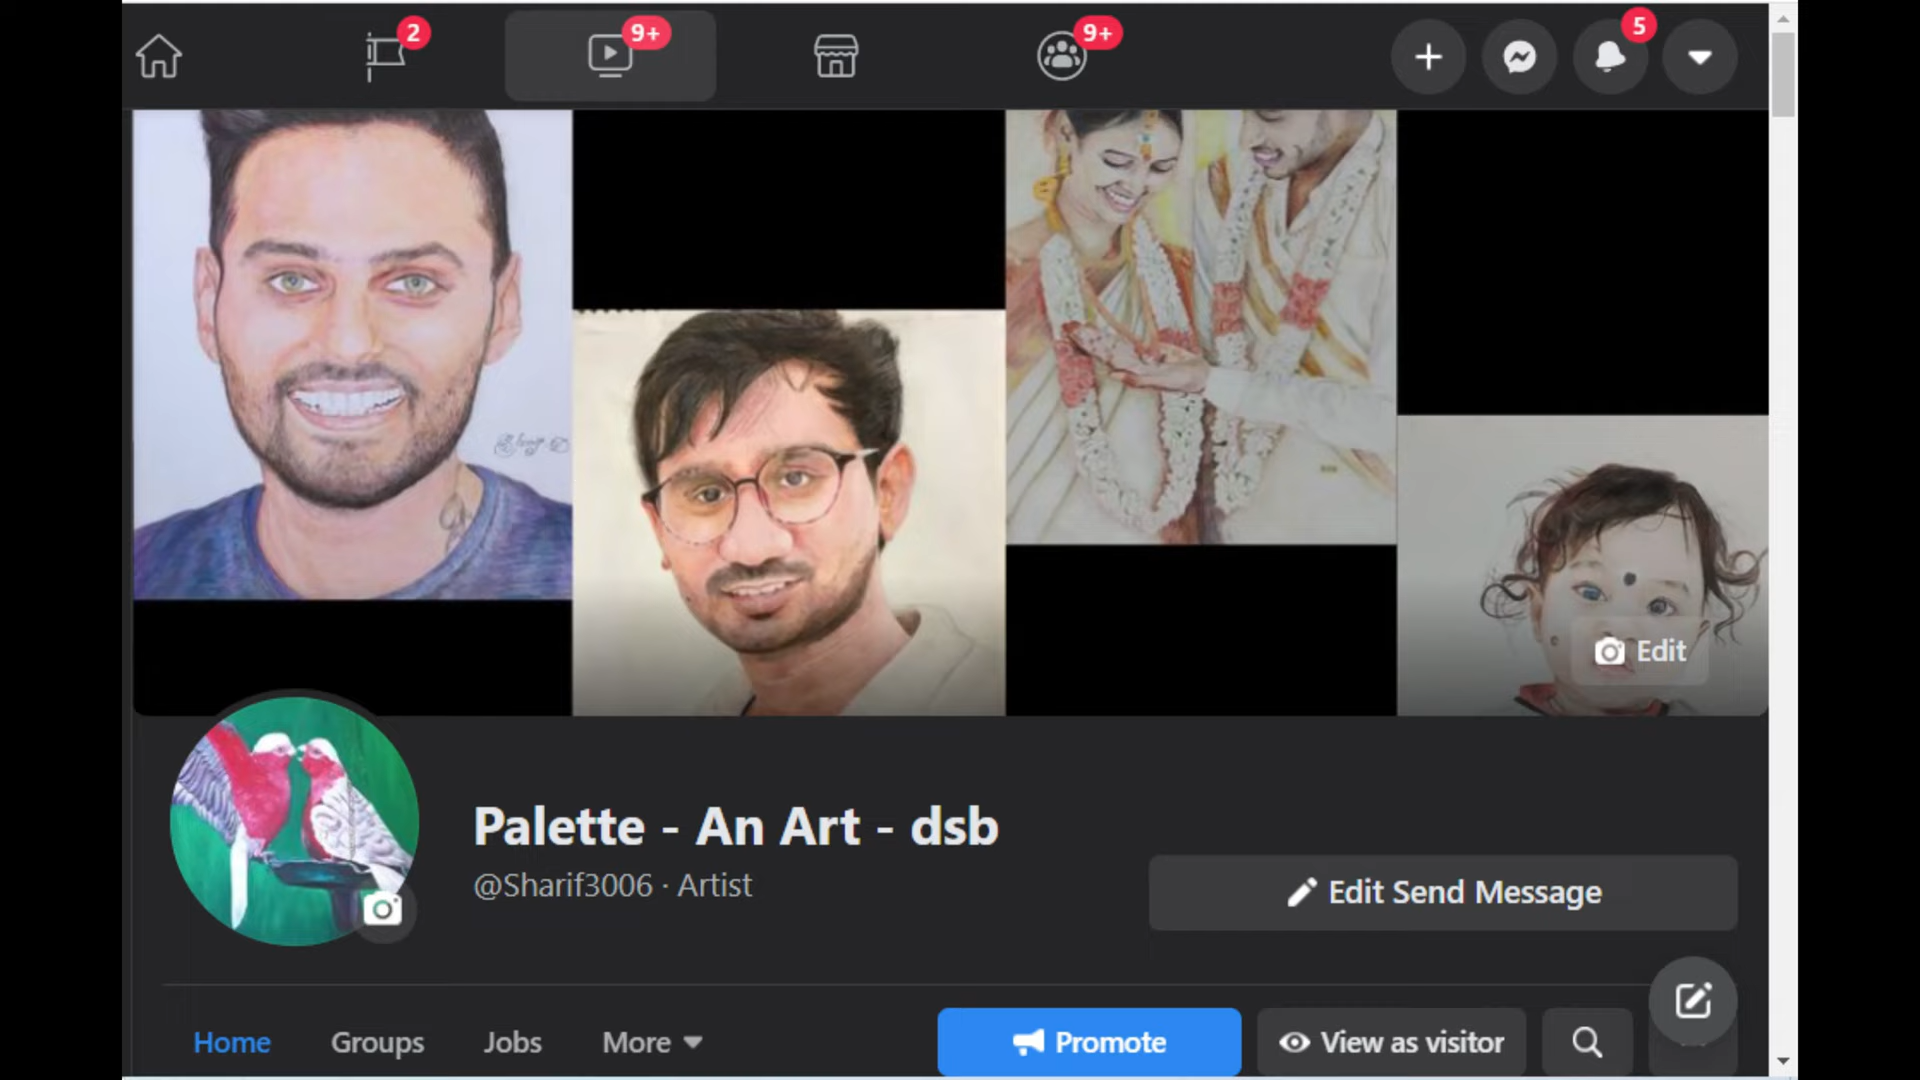 2
9+
9+
5
Edit
Palette - An Art - dsb
@Sharif3006 · Artist
Edit Send Message
Home
Groups
Jobs
More
Promote
View as visitor